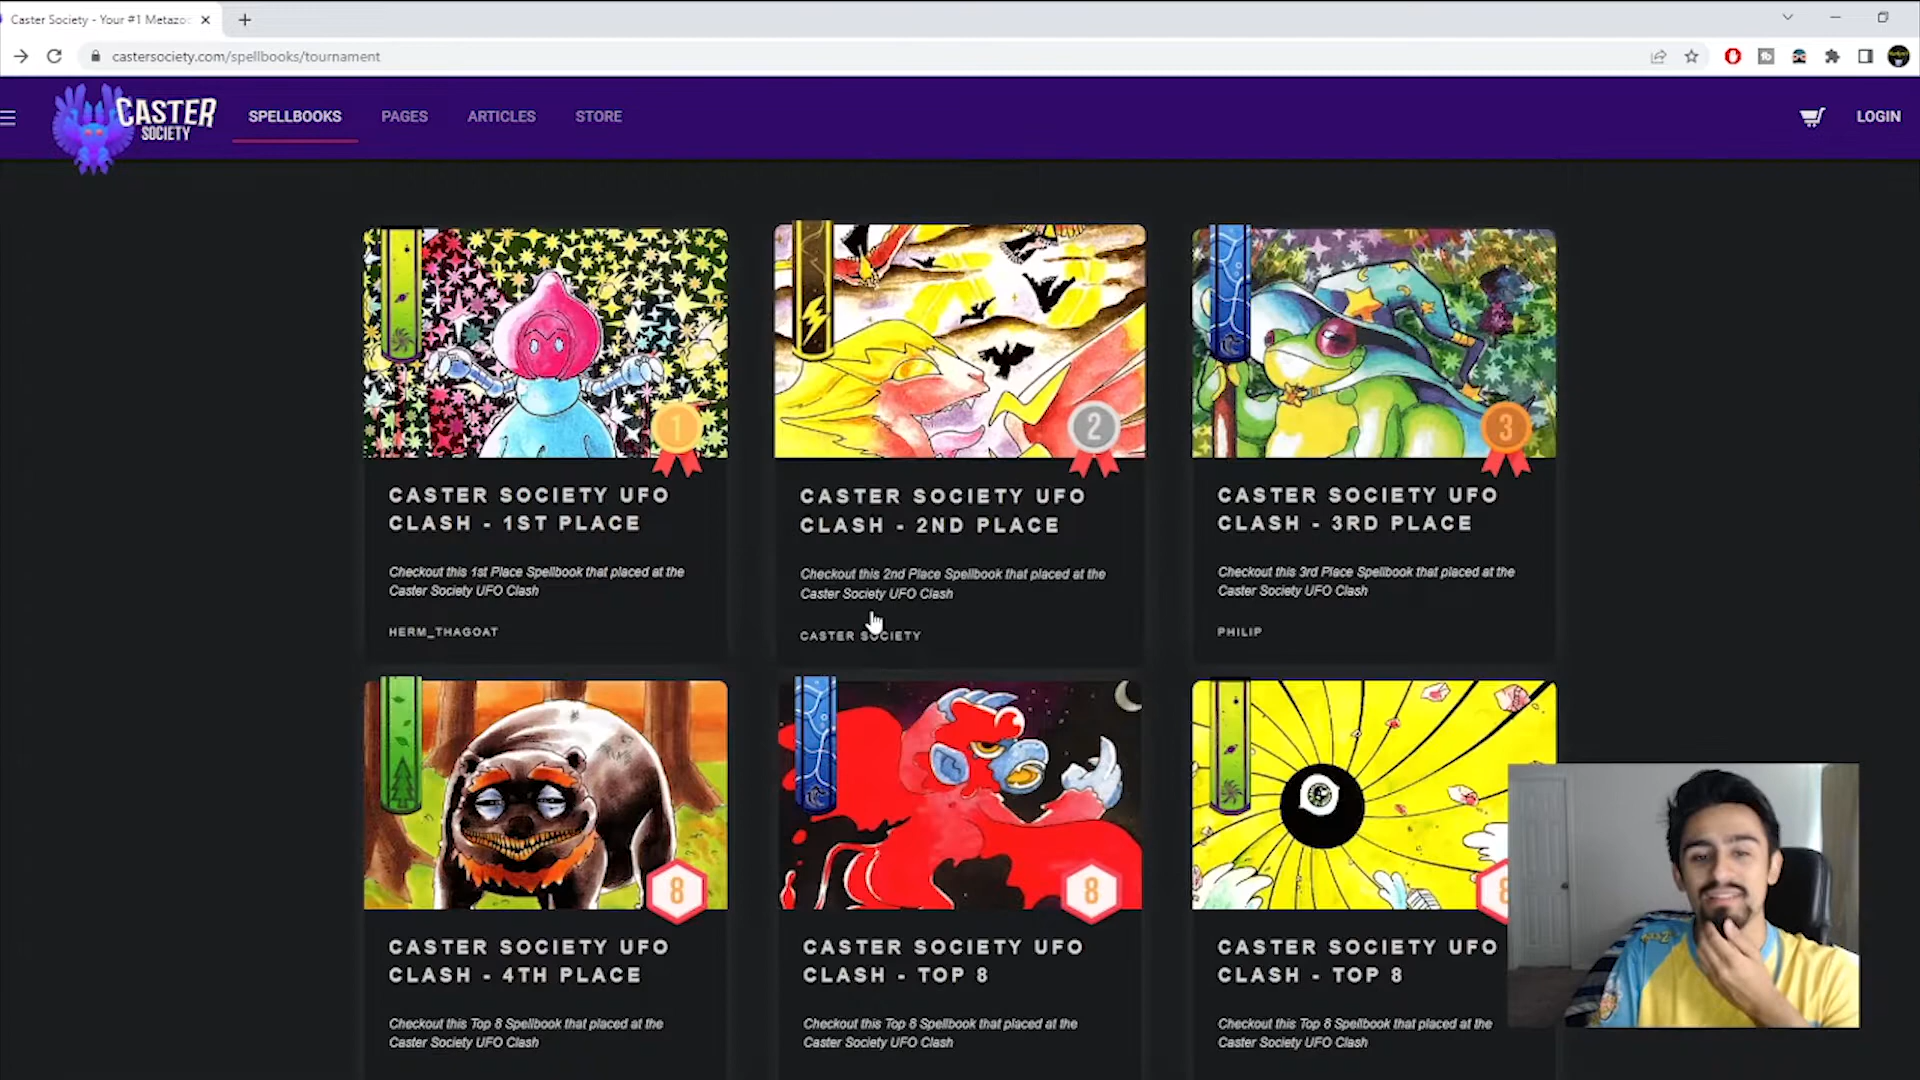 Caster Society - Your #1 Metazoo
castersociety.com/spellbooks/tournament
CASTER
SOCIETY
SPELLBOOKS
PAGES
ARTICLES
STORE
LOGIN
1
2
3
CASTER SOCIETY UFO
CLASH - 1ST PLACE
Checkout this 1st Place Spellbook that placed at the
Caster Society UFO Clash
HERM_THAGOAT
CASTER SOCIETY UFO
CLASH - 2ND PLACE
Checkout this 2nd Place Spellbook that placed at the
Caster Society UFO Clash
CASTER SOCIETY
CASTER SOCIETY UFO
CLASH - 3RD PLACE
Checkout this 3rd Place Spellbook that placed at the
Caster Society UFO Clash
PHILIP
8
8
8
CASTER SOCIETY UFO
CLASH - 4TH PLACE
Checkout this Top 8 Spellbook that placed at the
Caster Society UFO Clash
CASTER SOCIETY UFO
CLASH - TOP 8
Checkout this Top 8 Spellbook that placed at the
Caster Society UFO Clash
CASTER SOCIETY UFO
CLASH - TOP 8
Checkout this Top 8 Spellbook that placed at the
Caster Society UFO Clash